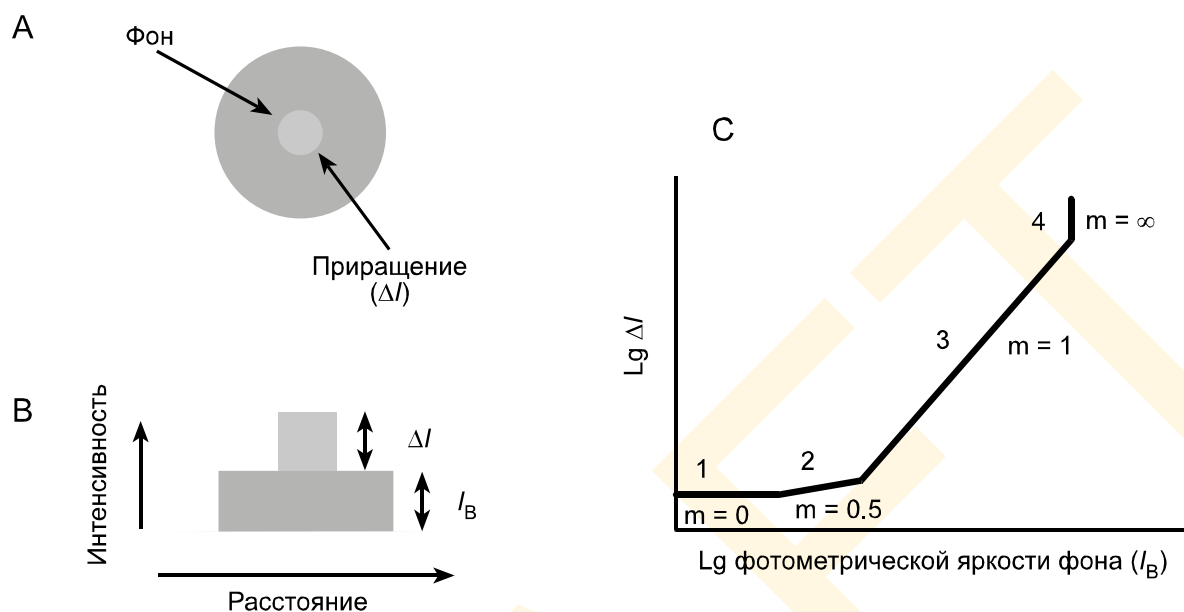 A
Фон
Приращение
(ΔI)
B
Интенсивность
ΔI
I_B
Расстояние
C
Lg ΔI
1
m = 0
2
m = 0.5
3
m = 1
4
m = ∞
Lg фотометрической яркости фона (I_B)